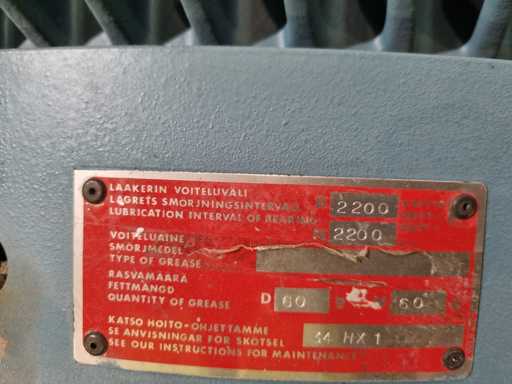 LAAKERIN VOITELUVÄLI
LAGRETS SMÖRJNINGSINTERVALL D 2200
LUBRICATION INTERVAL OF BEARING
N 2200
VOITELUAINE
SMÖRJMEDEL
TYPE OF GREASE
RASVAMÄÄRÄ
FETTMÄNGD
QUANTITY OF GREASE D 60 60
KATSO HOITO-OHJETTAMME
SE ANVISNINGAR FÖR SKÖTSEL 34 HX 1
SEE OUR INSTRUCTIONS FOR MAINTENANCE